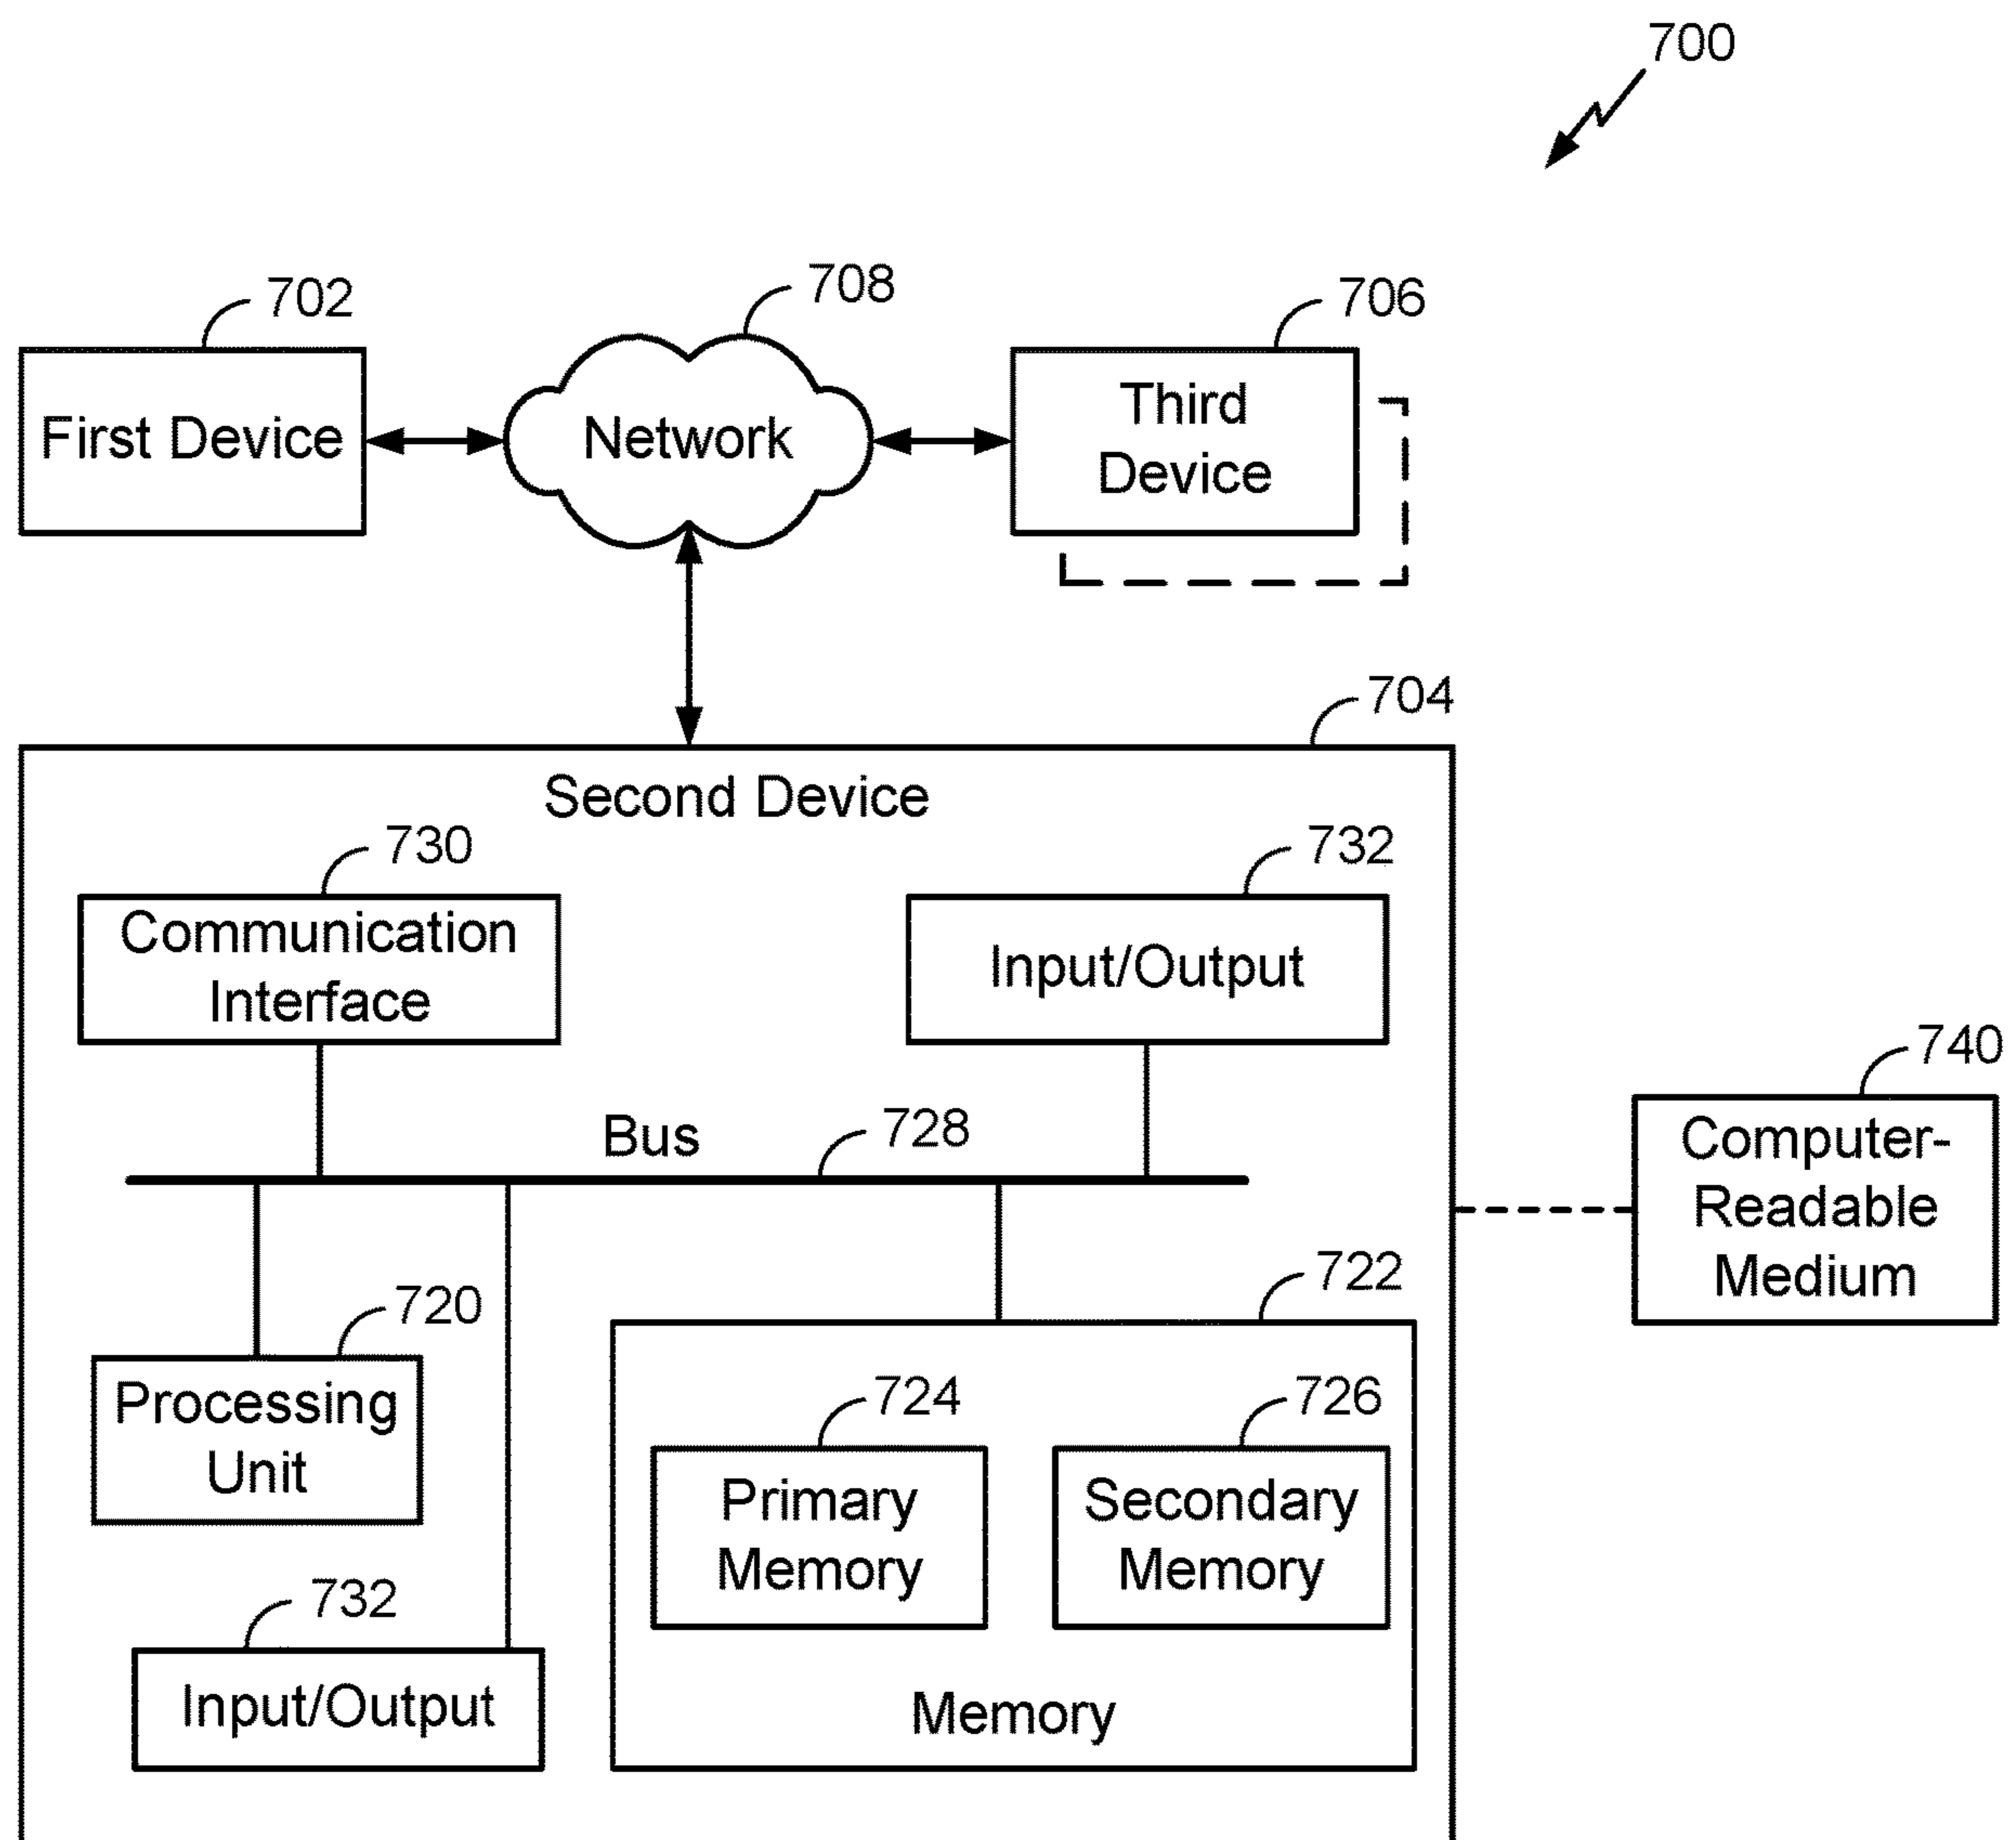 700
702
708
706
First Device
Network
Third
Device
704
Second Device
730
732
Communication
Interface
Input/Output
740
Computer-
Readable
Medium
Bus
728
720
722
Processing
Unit
724
726
Primary
Memory
Secondary
Memory
732
Input/Output
Memory